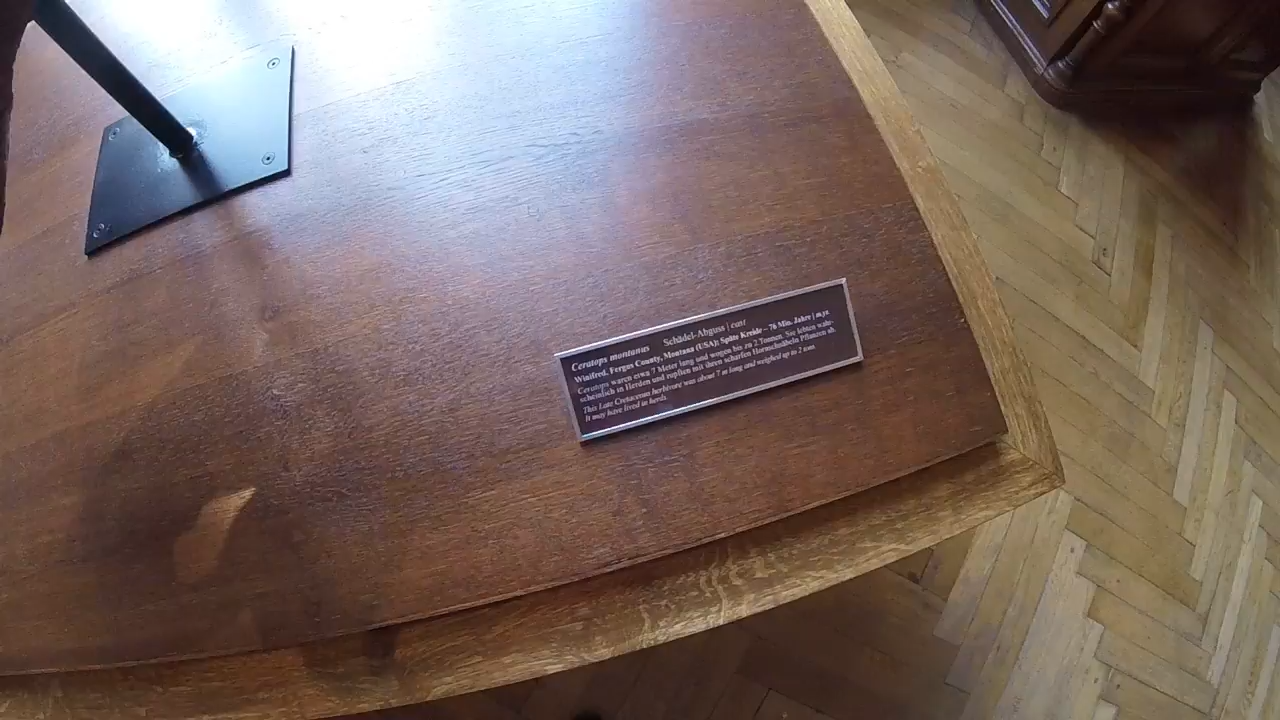 Ceratops montanus Schädel-Abguss | cast
Winifred, Fergus County, Montana (USA); Späte Kreide – 76 Mio. Jahre | m.y.a
Ceratops waren etwa 7 Meter lang und wogen bis zu 2 Tonnen. Sie lebten wahr-
scheinlich in Herden und rupften mit ihren scharfen Hornschnäbeln Pflanzen ab.
This Late Cretaceous herbivore was about 7 m long and weighed up to 2 tons
It may have lived in herds.